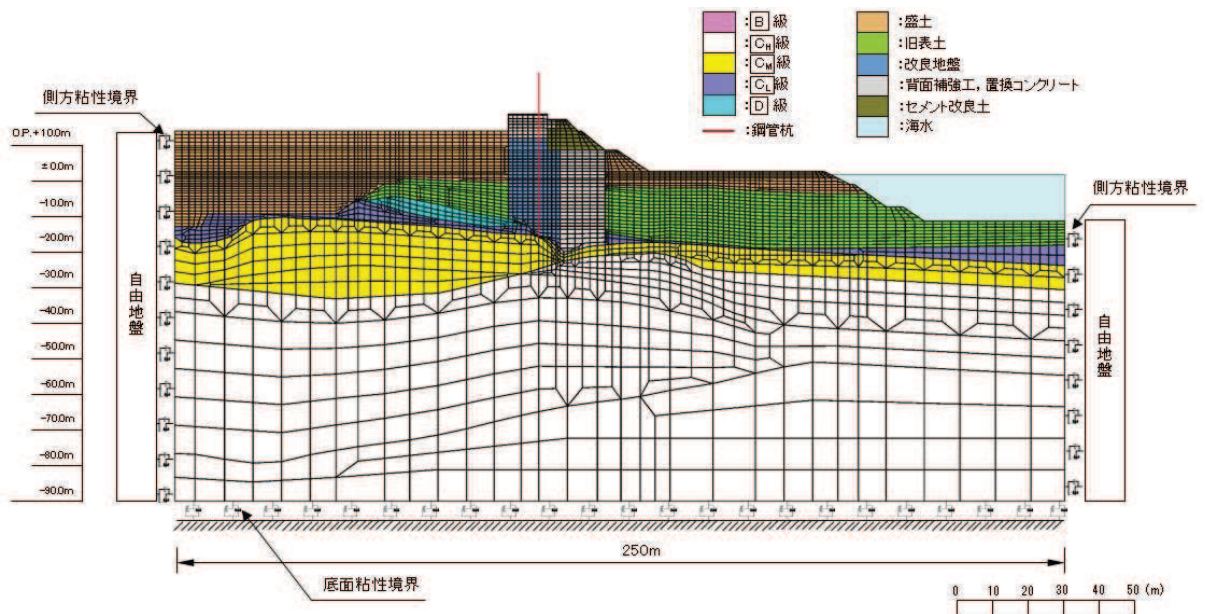 :B級
:CH級
:CM級
:CL級
:D級
:鋼管杭
:盛土
:旧表土
:改良地盤
:背面補強工,置換コンクリート
:セメント改良土
:海水
側方粘性境界
O.P.+10.0m
±0.0m
-10.0m
-20.0m
-30.0m
-40.0m
-50.0m
-60.0m
-70.0m
-80.0m
-90.0m
自由地盤
側方粘性境界
自由地盤
250m
底面粘性境界
0 10 20 30 40 50 (m)